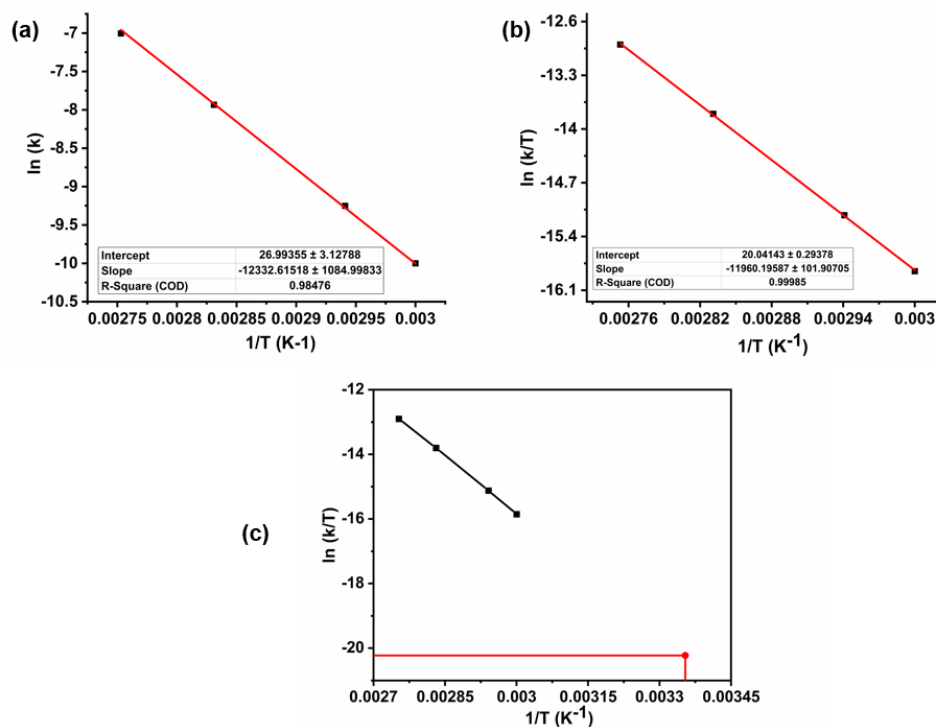 (a)
-7
-7.5
-8
-8.5
-9
-9.5
-10
-10.5
ln (k)
Intercept 26.99355 ± 3.12788
Slope -12332.61518 ± 1084.99833
R-Square (COD) 0.98476
0.00275 0.0028 0.00285 0.0029 0.00295 0.003
1/T (K-1)
(b)
-12.6
-13.3
-14
-14.7
-15.4
-16.1
ln (k/T)
Intercept 20.04143 ± 0.29378
Slope -11960.19587 ± 101.90705
R-Square (COD) 0.99985
0.00276 0.00282 0.00288 0.00294 0.003
1/T (K⁻¹)
(c)
-12
-14
-16
-18
-20
ln (k/T)
0.0027 0.00285 0.003 0.00315 0.0033 0.00345
1/T (K⁻¹)